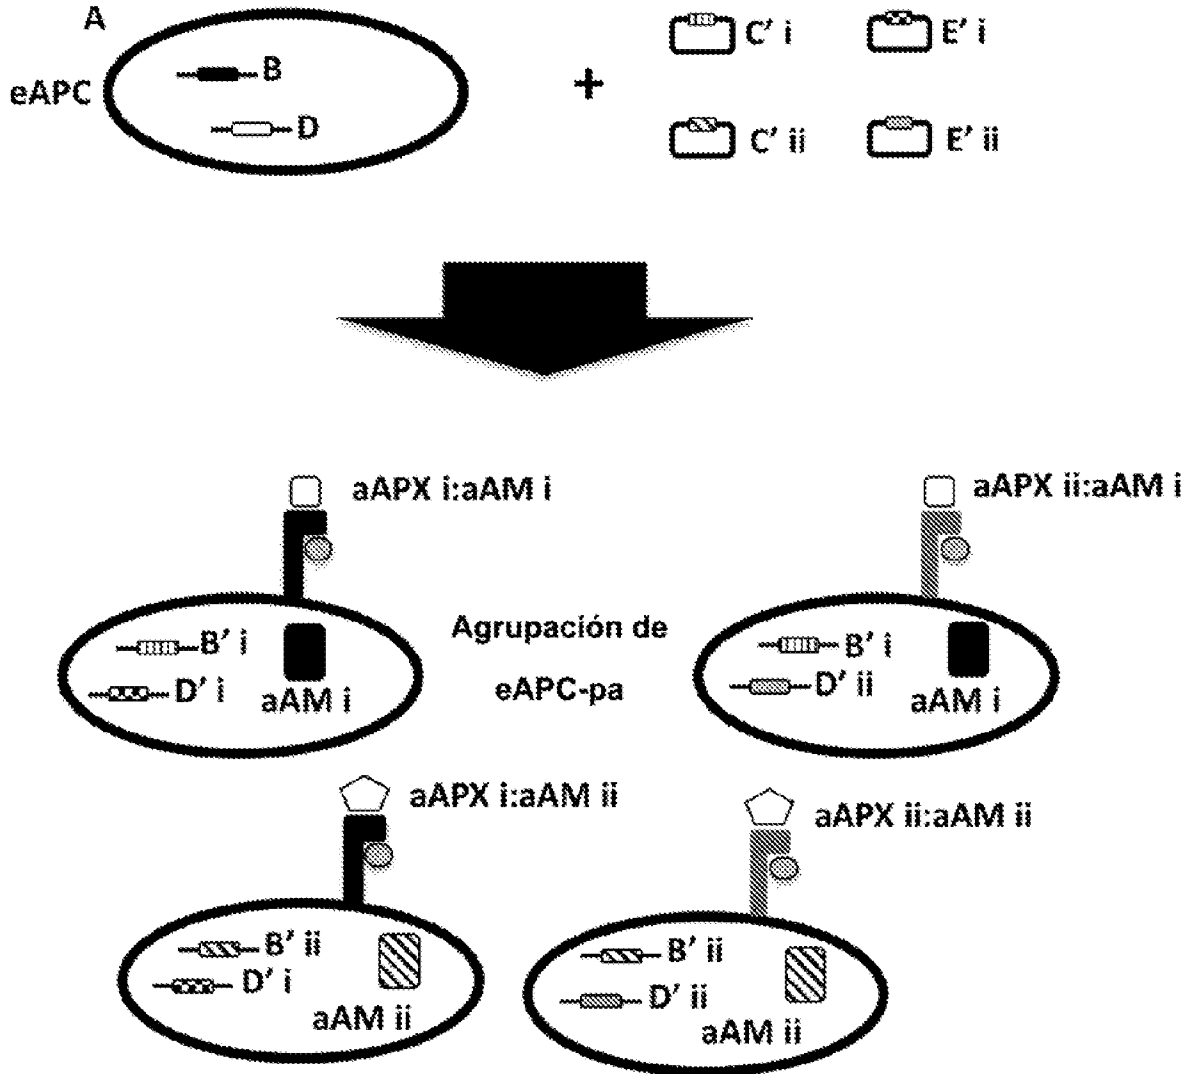 A
eAPC
B
D
+
C' i
E' i
C' ii
E' ii
aAPX i:aAM i
aAPX ii:aAM i
B' i
D' i
aAM i
Agrupación de
eAPC-pa
B' i
D' ii
aAM i
aAPX i:aAM ii
aAPX ii:aAM ii
B' ii
D' i
aAM ii
B' ii
D' ii
aAM ii